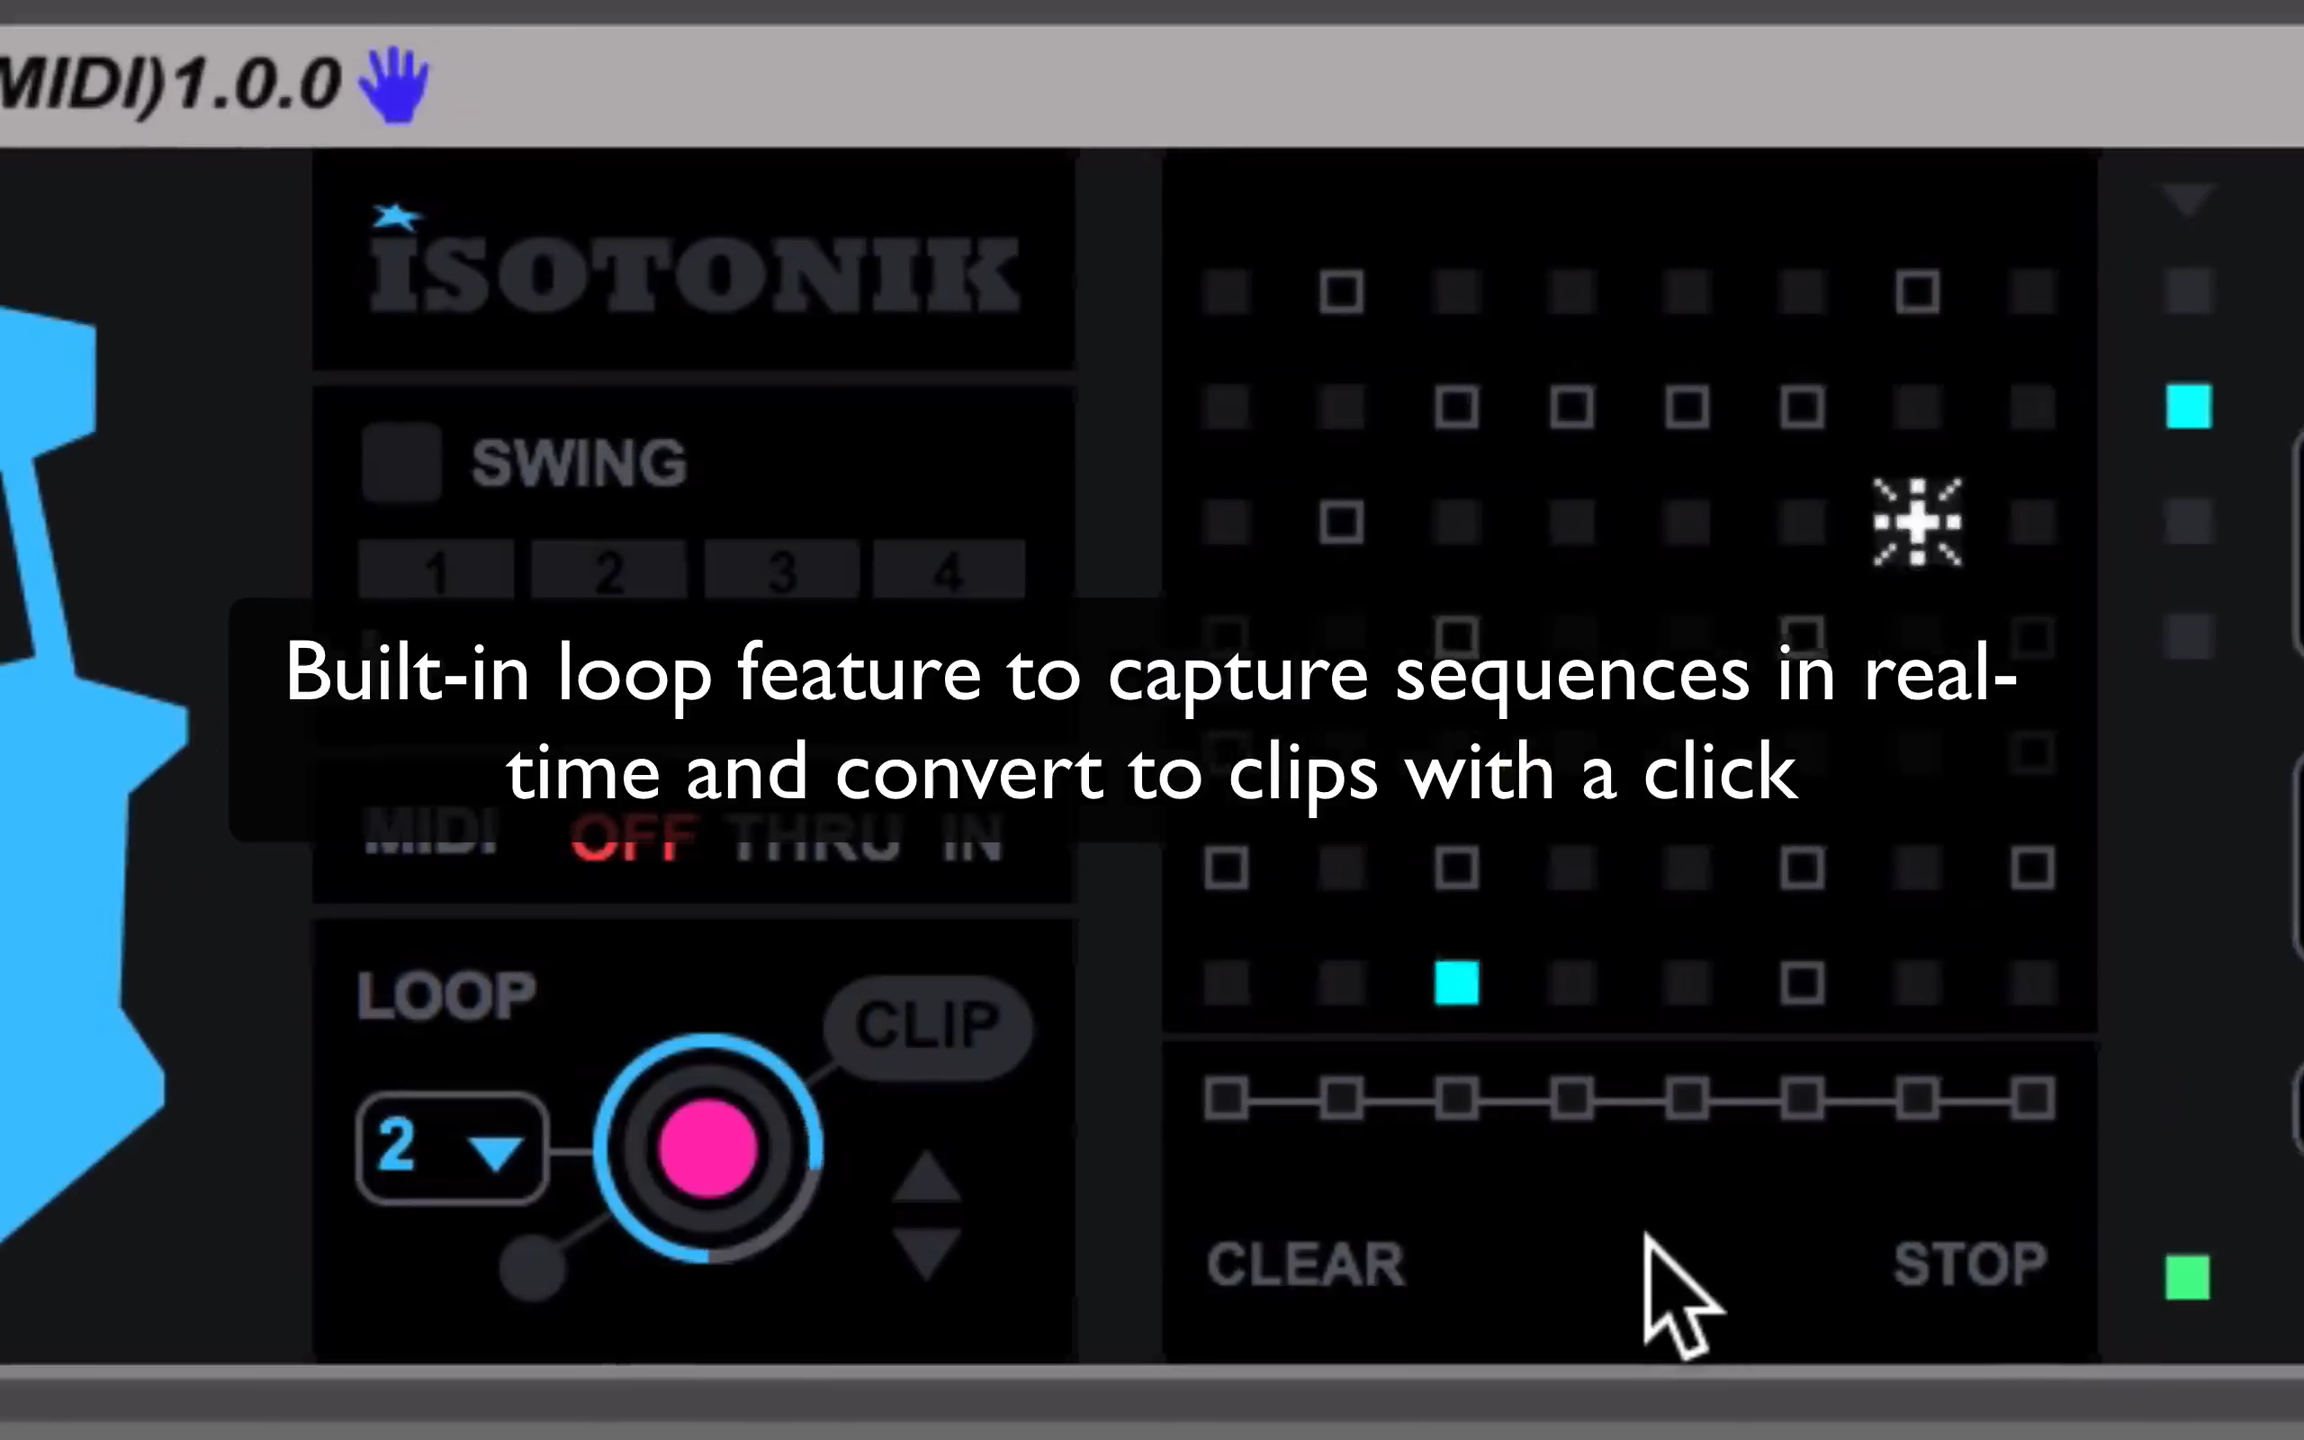 MIDI)1.0.0
ISOTONIK
SWING
1 2 3 4
Built-in loop feature to capture sequences in real-
time and convert to clips with a click
MIDI OFF THRU IN
LOOP
CLIP
2
CLEAR STOP